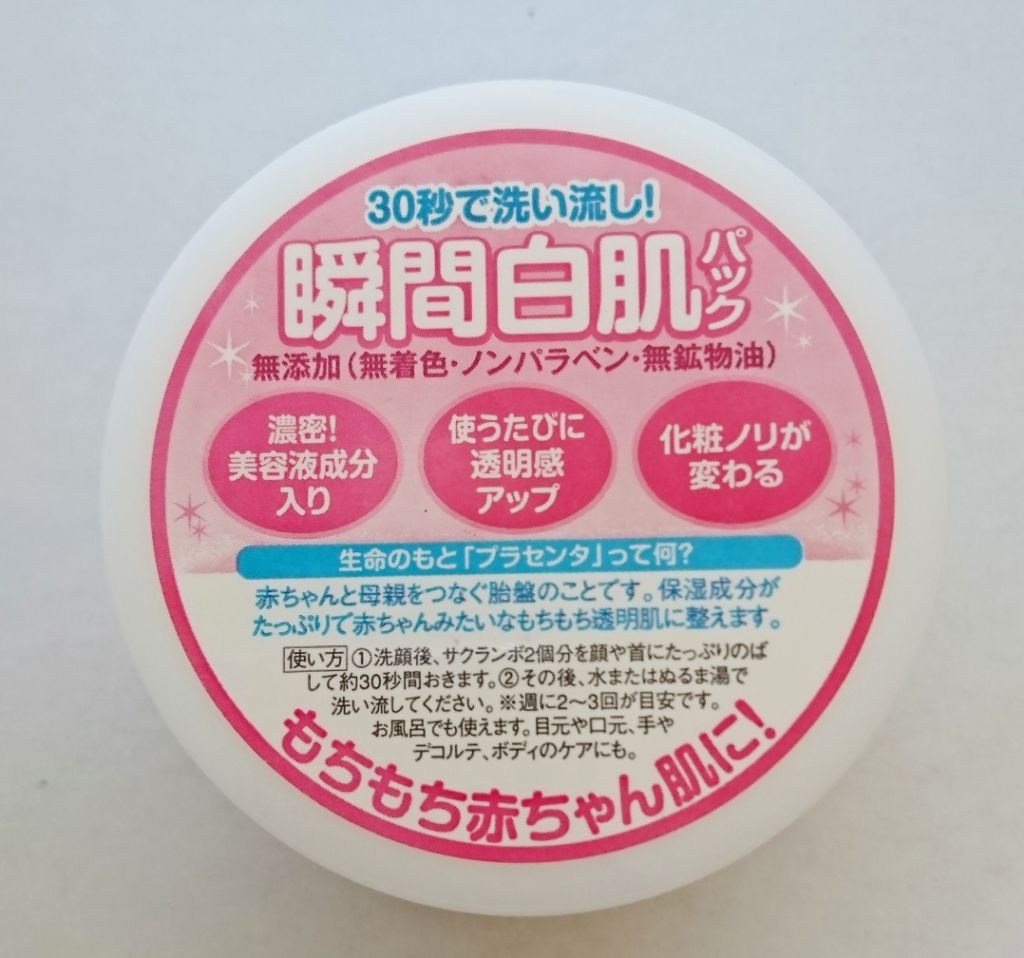 30秒で洗い流し!
瞬間白肌パック
無添加(無着色・ノンパラベン・無鉱物油)
濃密!
美容液成分
入り
使うたびに
透明感
アップ
化粧ノリが
変わる
生命のもと「プラセンタ」って何?
赤ちゃんと母親をつなぐ胎盤のことです。保湿成分が
たっぷりで赤ちゃんみたいなもちもち透明肌に整えます。
使い方 ①洗顔後、サクランボ2個分を顔や首にたっぷりのば
して約30秒間おきます。②その後、水またはぬるま湯で
洗い流してください。※週に2〜3回が目安です。
お風呂でも使えます。目元や口元、手や
デコルテ、ボディのケアにも。
もちもち赤ちゃん肌に!